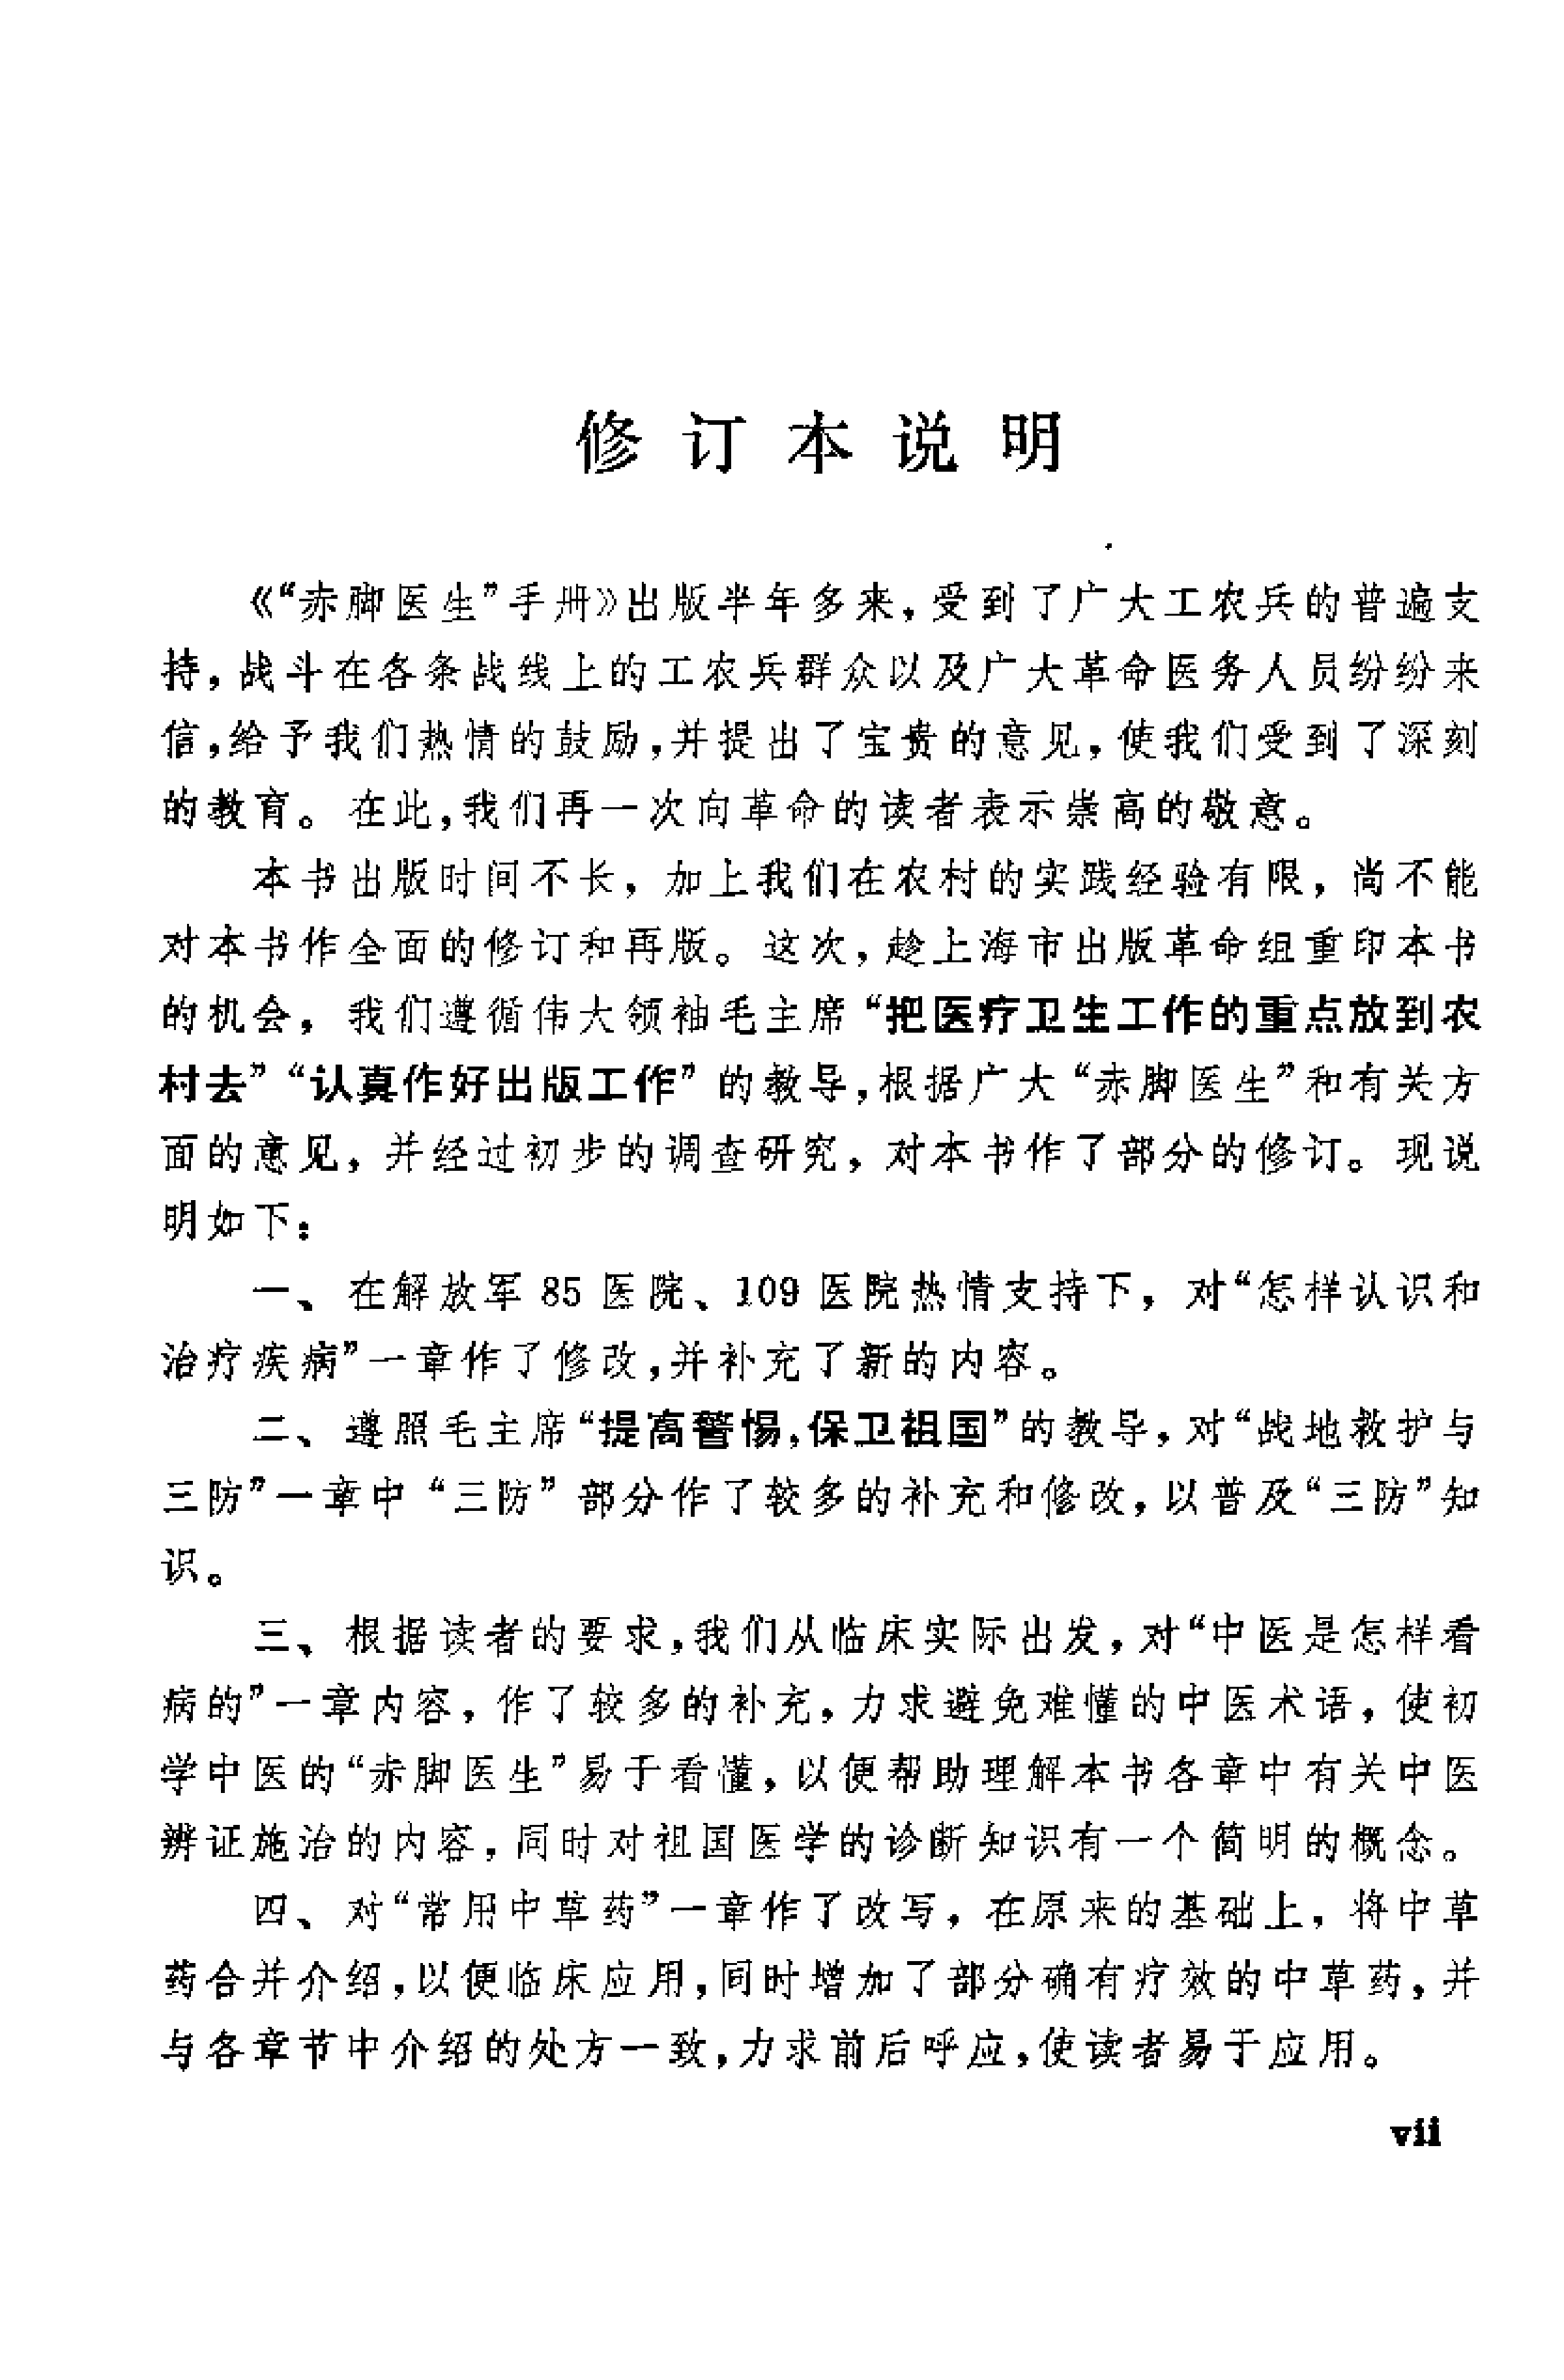 修订本说明
《“赤脚医生”手册》出版半年多来，受到了广大工农兵的普遍支
持，战斗在各条战线上的工农兵群众以及广大革命医务人员纷纷来
信，给予我们热情的鼓励，并提出了宝贵的意见，使我们受到了深刻
的教育。在此，我们再一次向革命的读者表示崇高的敬意。
本书出版时间不长，加上我们在农村的实践经验有限，尚不能
对本书作全面的修订和再版。这次，趁上海市出版革命组重印本书
的机会，我们遵循伟大领袖毛主席“把医疗卫生工作的重点放到农
村去”“认真作好出版工作”的教导，根据广大“赤脚医生”和有关方
面的意见，并经过初步的调查研究，对本书作了部分的修订。现说
明如下：
一、在解放军 85 医院、109 医院热情支持下，对“怎样认识和
治疗疾病”一章作了修改，并补充了新的内容。
二、遵照毛主席“提高警惕，保卫祖国”的教导，对“战地救护与
三防”一章中“三防”部分作了较多的补充和修改，以普及“三防”知
识。
三、根据读者的要求，我们从临床实际出发，对“中医是怎样看
病的”一章内容，作了较多的补充，力求避免难懂的中医术语，使初
学中医的“赤脚医生”易于看懂，以便帮助理解本书各章中有关中医
辨证施治的内容，同时对祖国医学的诊断知识有一个简明的概念。
四、对“常用中草药”一章作了改写，在原来的基础上，将中草
药合并介绍，以便临床应用，同时增加了部分确有疗效的中草药，并
与各章节中介绍的处方一致，力求前后呼应，使读者易于应用。
vii